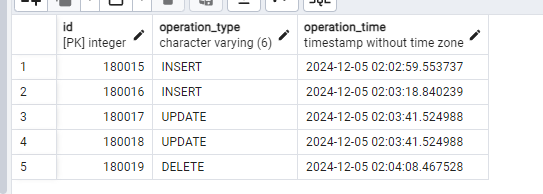 SQL
id operation_type operation_time
[PK] integer character varying (6) timestamp without time zone
1 180015 INSERT 2024-12-05 02:02:59.553737
2 180016 INSERT 2024-12-05 02:03:18.840239
3 180017 UPDATE 2024-12-05 02:03:41.524988
4 180018 UPDATE 2024-12-05 02:03:41.524988
5 180019 DELETE 2024-12-05 02:04:08.467528